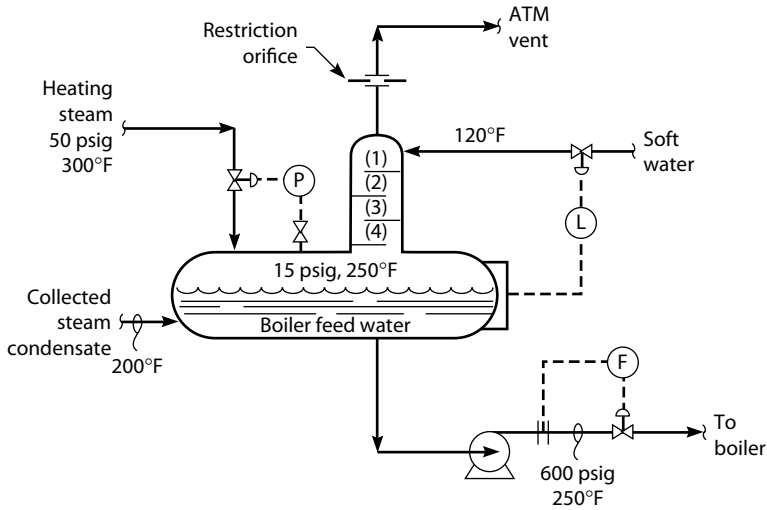 ATM
vent
Restriction
orifice
Heating
steam
50 psig
300°F
120°F
Soft
water
(1)
(2)
(3)
(4)
P
L
15 psig, 250°F
Collected
steam
condensate
200°F
Boiler feed water
F
To
boiler
600 psig
250°F